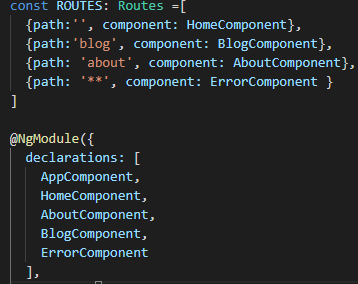 const ROUTES: Routes =[
{path:'', component: HomeComponent},
{path:'blog', component: BlogComponent},
{path: 'about', component: AboutComponent},
{path: '**', component: ErrorComponent }
]
@NgModule({
declarations: [
AppComponent,
HomeComponent,
AboutComponent,
BlogComponent,
ErrorComponent
],